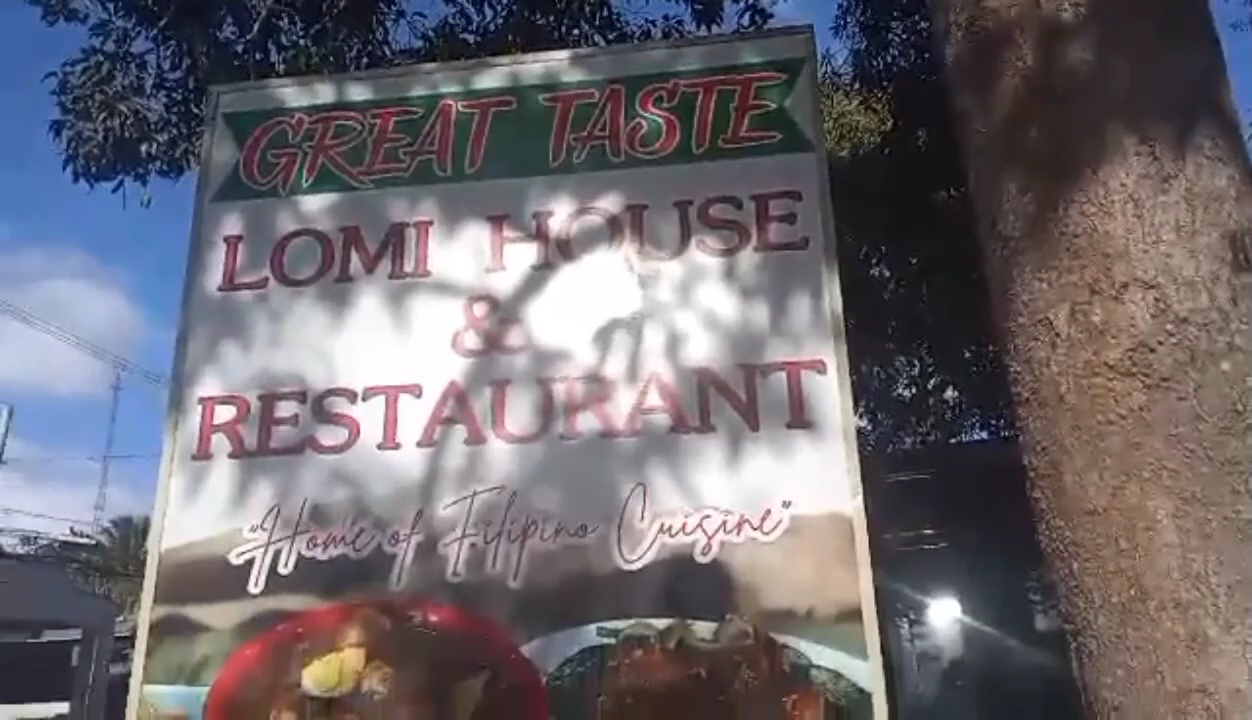 GREAT TASTE
LOMI HOUSE
&
RESTAURANT
"Home of Filipino Cuisine"